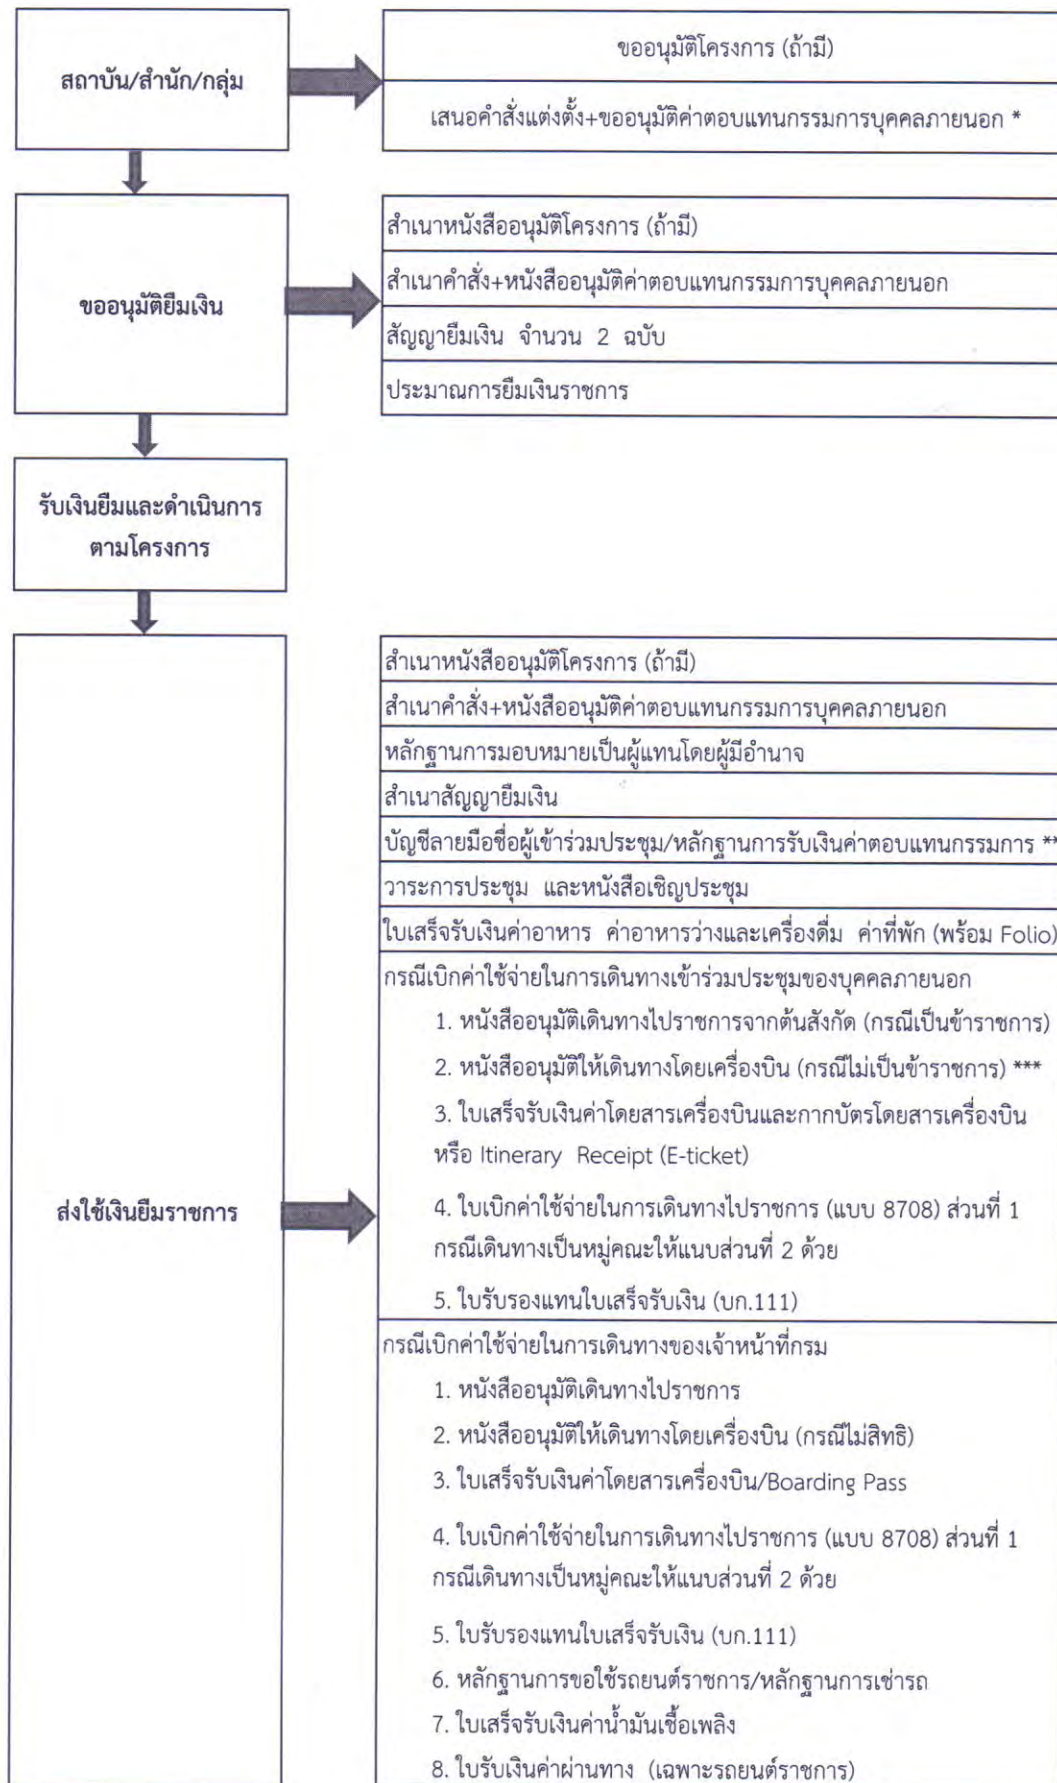 สถาบัน/สำนัก/กลุ่ม
ขออนุมัติโครงการ (ถ้ามี)
เสนอคำสั่งแต่งตั้ง+ขออนุมัติค่าตอบแทนกรรมการบุคคลภายนอก *
ขออนุมัติยืมเงิน
สำเนาหนังสืออนุมัติโครงการ (ถ้ามี)
สำเนาคำสั่ง+หนังสืออนุมัติค่าตอบแทนกรรมการบุคคลภายนอก
สัญญายืมเงิน จำนวน 2 ฉบับ
ประมาณการยืมเงินราชการ
รับเงินยืมและดำเนินการ
ตามโครงการ
ส่งใช้เงินยืมราชการ
สำเนาหนังสืออนุมัติโครงการ (ถ้ามี)
สำเนาคำสั่ง+หนังสืออนุมัติค่าตอบแทนกรรมการบุคคลภายนอก
หลักฐานการมอบหมายเป็นผู้แทนโดยผู้มีอำนาจ
สำเนาสัญญายืมเงิน
บัญชีลายมือชื่อผู้เข้าร่วมประชุม/หลักฐานการรับเงินค่าตอบแทนกรรมการ **
วาระการประชุม และหนังสือเชิญประชุม
ใบเสร็จรับเงินค่าอาหาร ค่าอาหารว่างและเครื่องดื่ม ค่าที่พัก (พร้อม Folio)
กรณีเบิกค่าใช้จ่ายในการเดินทางเข้าร่วมประชุมของบุคคลภายนอก
1. หนังสืออนุมัติเดินทางไปราชการจากต้นสังกัด (กรณีเป็นข้าราชการ)
2. หนังสืออนุมัติให้เดินทางโดยเครื่องบิน (กรณีไม่เป็นข้าราชการ) ***
3. ใบเสร็จรับเงินค่าโดยสารเครื่องบินและกากบัตรโดยสารเครื่องบิน
หรือ Itinerary Receipt (E-ticket)
4. ใบเบิกค่าใช้จ่ายในการเดินทางไปราชการ (แบบ 8708) ส่วนที่ 1
กรณีเดินทางเป็นหมู่คณะให้แนบส่วนที่ 2 ด้วย
5. ใบรับรองแทนใบเสร็จรับเงิน (บก.111)
กรณีเบิกค่าใช้จ่ายในการเดินทางของเจ้าหน้าที่กรม
1. หนังสืออนุมัติเดินทางไปราชการ
2. หนังสืออนุมัติให้เดินทางโดยเครื่องบิน (กรณีไม่สิทธิ)
3. ใบเสร็จรับเงินค่าโดยสารเครื่องบิน/Boarding Pass
4. ใบเบิกค่าใช้จ่ายในการเดินทางไปราชการ (แบบ 8708) ส่วนที่ 1
กรณีเดินทางเป็นหมู่คณะให้แนบส่วนที่ 2 ด้วย
5. ใบรับรองแทนใบเสร็จรับเงิน (บก.111)
6. หลักฐานการขอใช้รถยนต์ราชการ/หลักฐานการเช่ารถ
7. ใบเสร็จรับเงินค่าน้ำมันเชื้อเพลิง
8. ใบรับเงินค่าผ่านทาง (เฉพาะรถยนต์ราชการ)